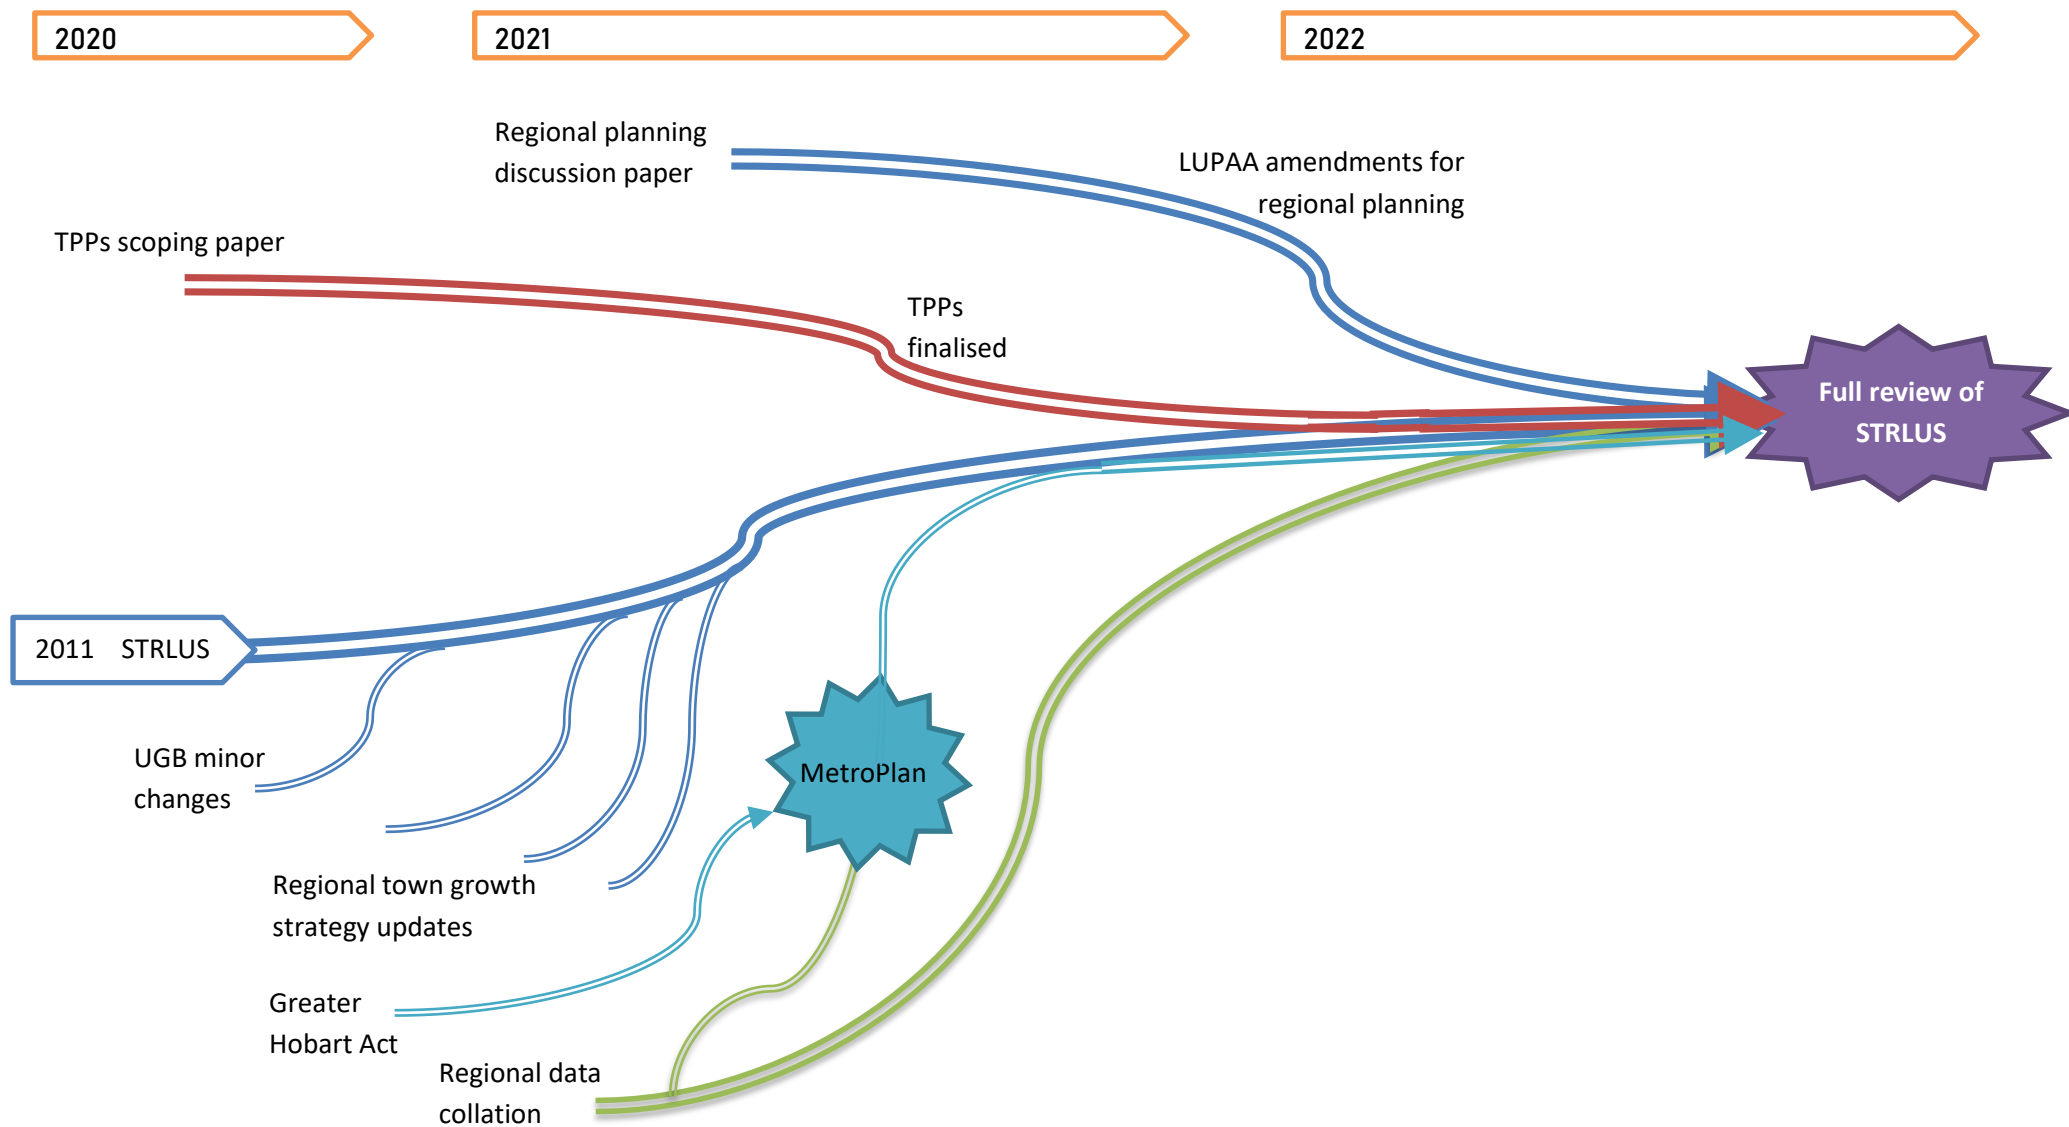 2020
2021
2022
Regional planning
discussion paper
LUPAA amendments for
regional planning
TPPs scoping paper
TPPs
finalised
Full review of
STRLUS
2011 STRLUS
UGB minor
changes
MetroPlan
Regional town growth
strategy updates
Greater
Hobart Act
Regional data
collation